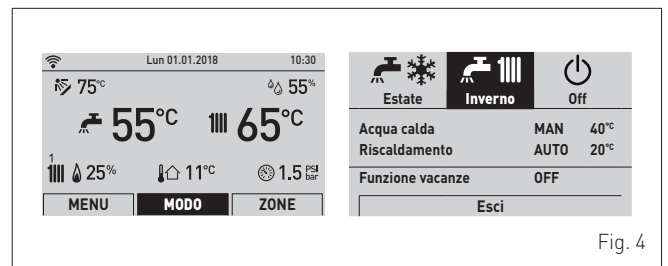 Lun 01.01.2018 10:30
75°C 55%
55°C 65°C
1
25% 11°C 1.5 PSI bar
MENU MODO ZONE
Estate Inverno Off
Acqua calda MAN 40°C
Riscaldamento AUTO 20°C
Funzione vacanze OFF
Esci
Fig. 4